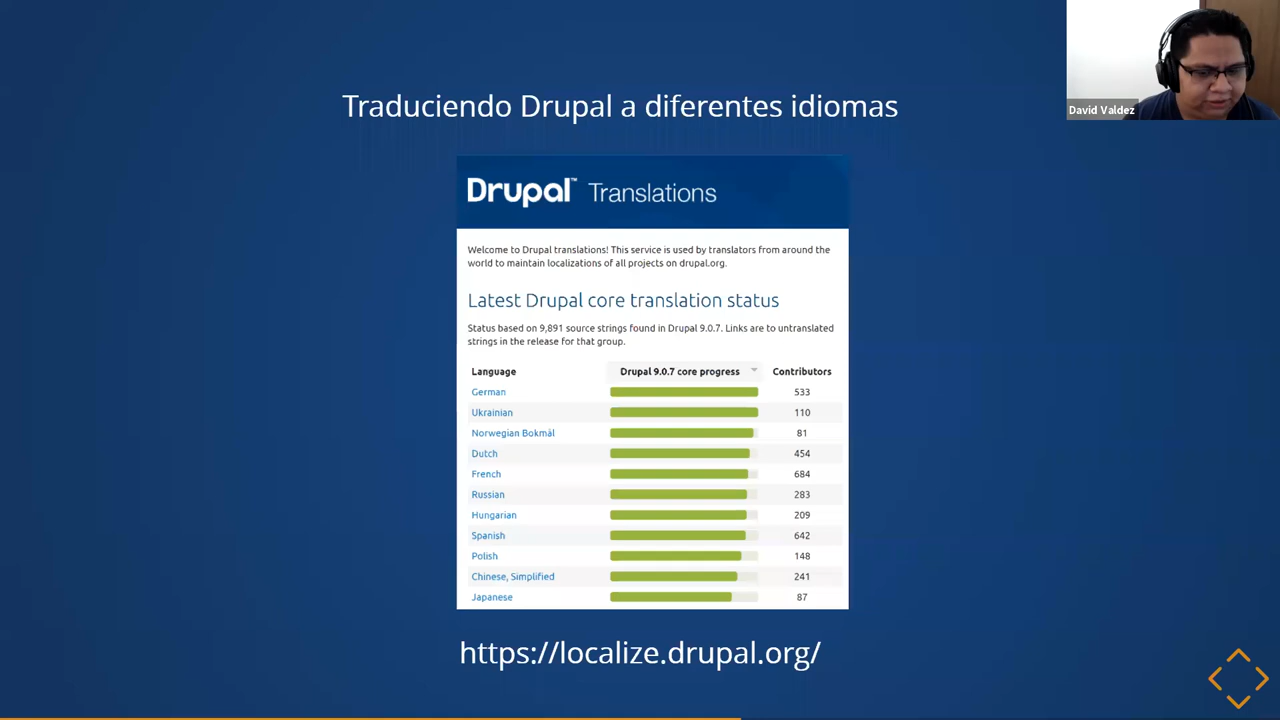 David Valdez
Traduciendo Drupal a diferentes idiomas
Drupal™ Translations
Welcome to Drupal translations! This service is used by translators from around the
world to maintain localizations of all projects on drupal.org.
Latest Drupal core translation status
Status based on 9,891 source strings found in Drupal 9.0.7. Links are to untranslated
strings in the release for that group.
Language Drupal 9.0.7 core progress Contributors
German 533
Ukrainian 110
Norwegian Bokmål 81
Dutch 454
French 684
Russian 283
Hungarian 209
Spanish 642
Polish 148
Chinese, Simplified 241
Japanese 87
https://localize.drupal.org/